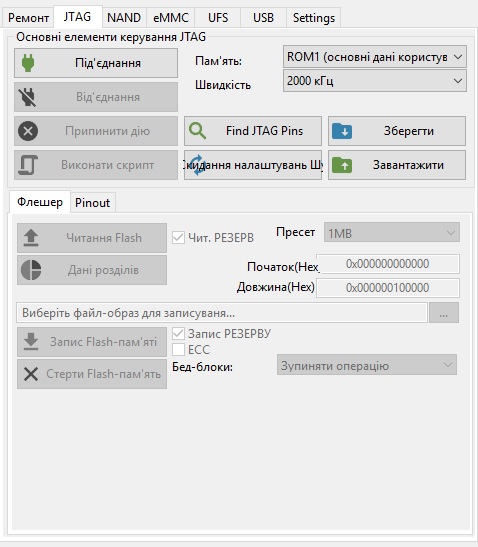 Ремонт JTAG NAND eMMC UFS USB Settings
Основні елементи керування JTAG
Під'єднання Пам'ять: ROM1 (основні дані користув
Швидкість 2000 кГц
Від'єднання
Припинити дію Find JTAG Pins Зберегти
Виконати скрипт кидання налаштувань Шу Завантажити
Флешер Pinout
Читання Flash Чит. РЕЗЕРВ Пресет 1MB
Дані розділів Початок(Hex 0x000000000000
Довжина(Hex) 0x000000100000
Виберіть файл-образ для записуваня... ...
Запис Flash-пам'яті Запис РЕЗЕРВУ
ECC
Стерти Flash-пам'ять Бед-блоки: Зупиняти операцію